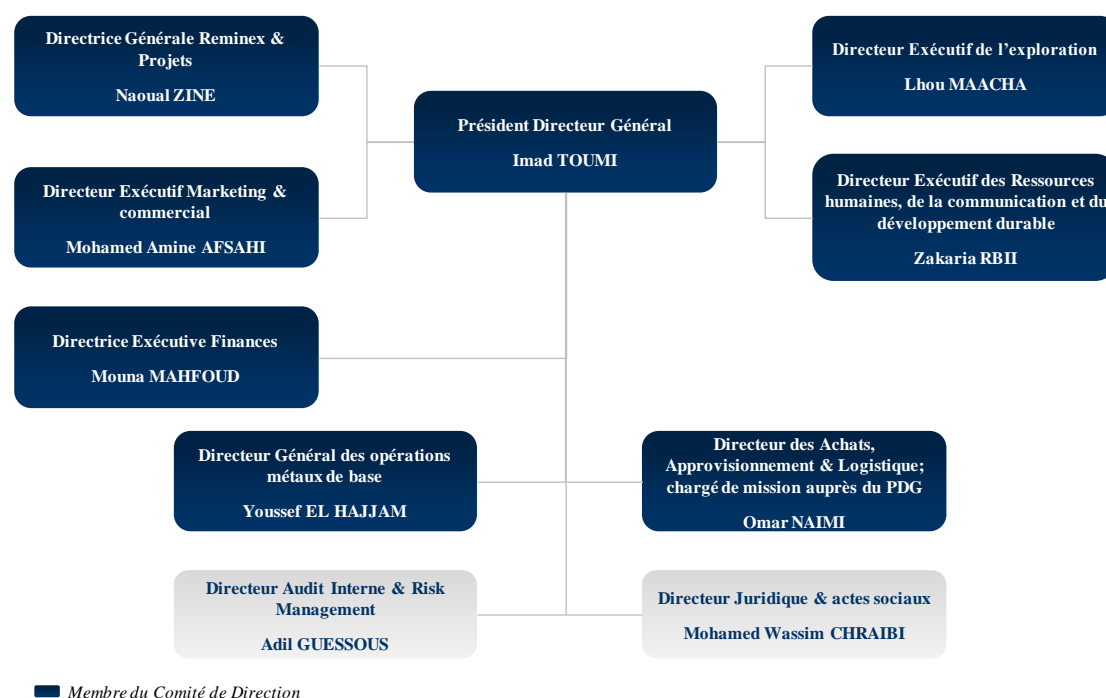 Directrice Générale Reminex &
Projets
Naoual ZINE
Directeur Exécutif de l'exploration
Lhou MAACHA
Président Directeur Général
Imad TOUMI
Directeur Exécutif Marketing &
commercial
Mohamed Amine AFSAHI
Directeur Exécutif des Ressources
humaines, de la communication et du
développement durable
Zakaria RBII
Directrice Exécutive Finances
Mouna MAHFOUD
Directeur Général des opérations
métaux de base
Youssef EL HAJJAM
Directeur des Achats,
Approvisionnement & Logistique;
chargé de mission auprès du PDG
Omar NAIMI
Directeur Audit Interne & Risk
Management
Adil GUESSOUS
Directeur Juridique & actes sociaux
Mohamed Wassim CHRAIBI
Membre du Comité de Direction